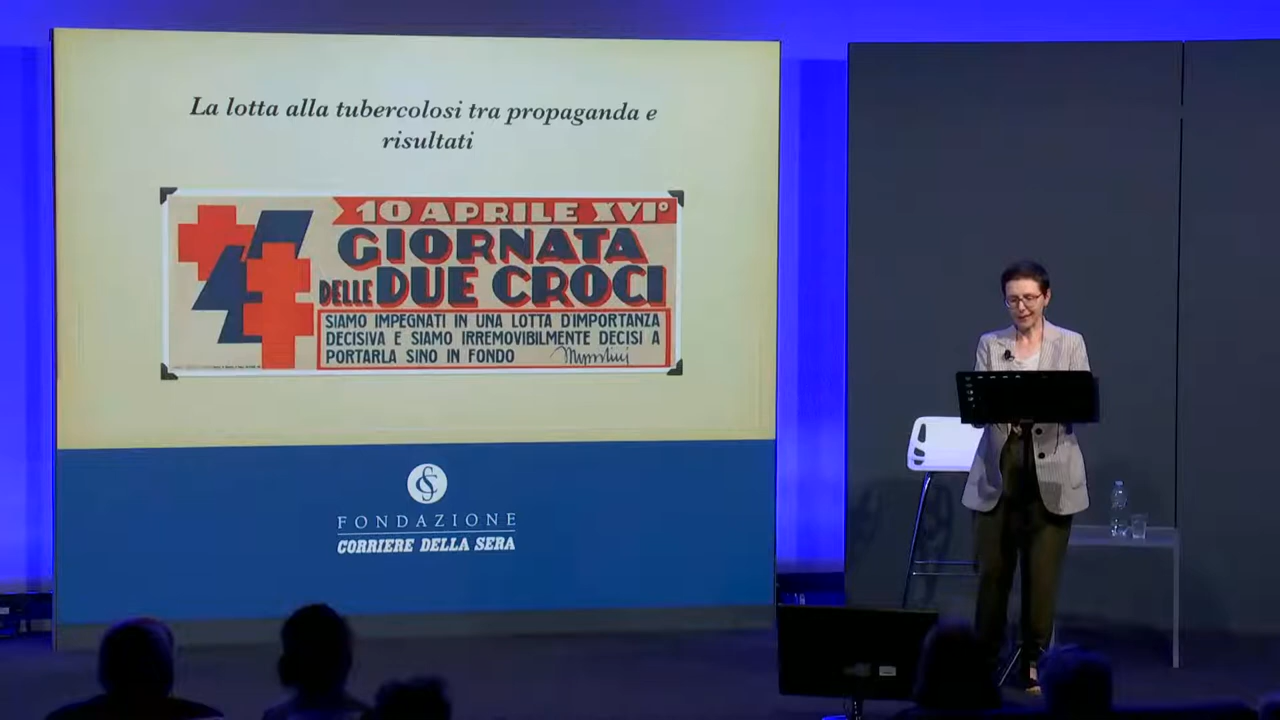 La lotta alla tubercolosi tra propaganda e
risultati
10 APRILE XVI°
GIORNATA
DELLE DUE CROCI
SIAMO IMPEGNATI IN UNA LOTTA D'IMPORTANZA
DECISIVA E SIAMO IRREMOVIBILMENTE DECISI A
PORTARLA SINO IN FONDO Mussolini
FONDAZIONE
CORRIERE DELLA SERA